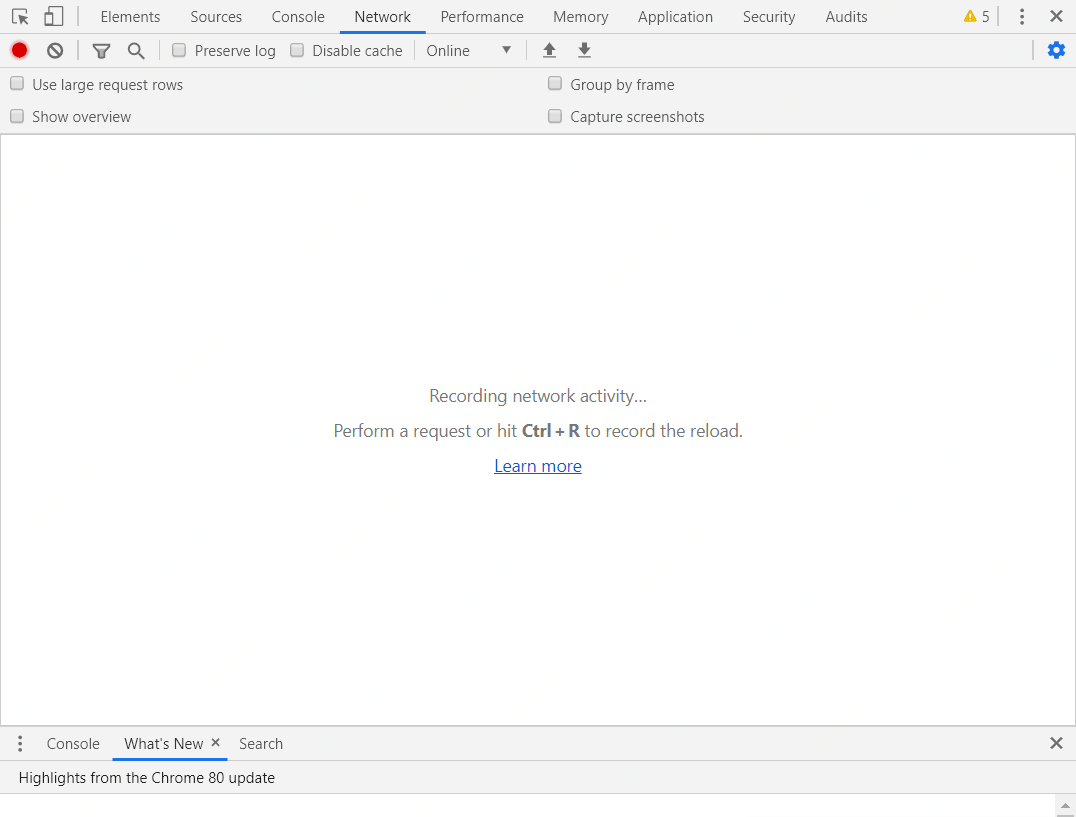 Elements Sources Console Network Performance Memory Application Security Audits 5
Preserve log Disable cache Online
Use large request rows Group by frame
Show overview Capture screenshots
Recording network activity...
Perform a request or hit Ctrl + R to record the reload.
Learn more
Console What's New Search
Highlights from the Chrome 80 update